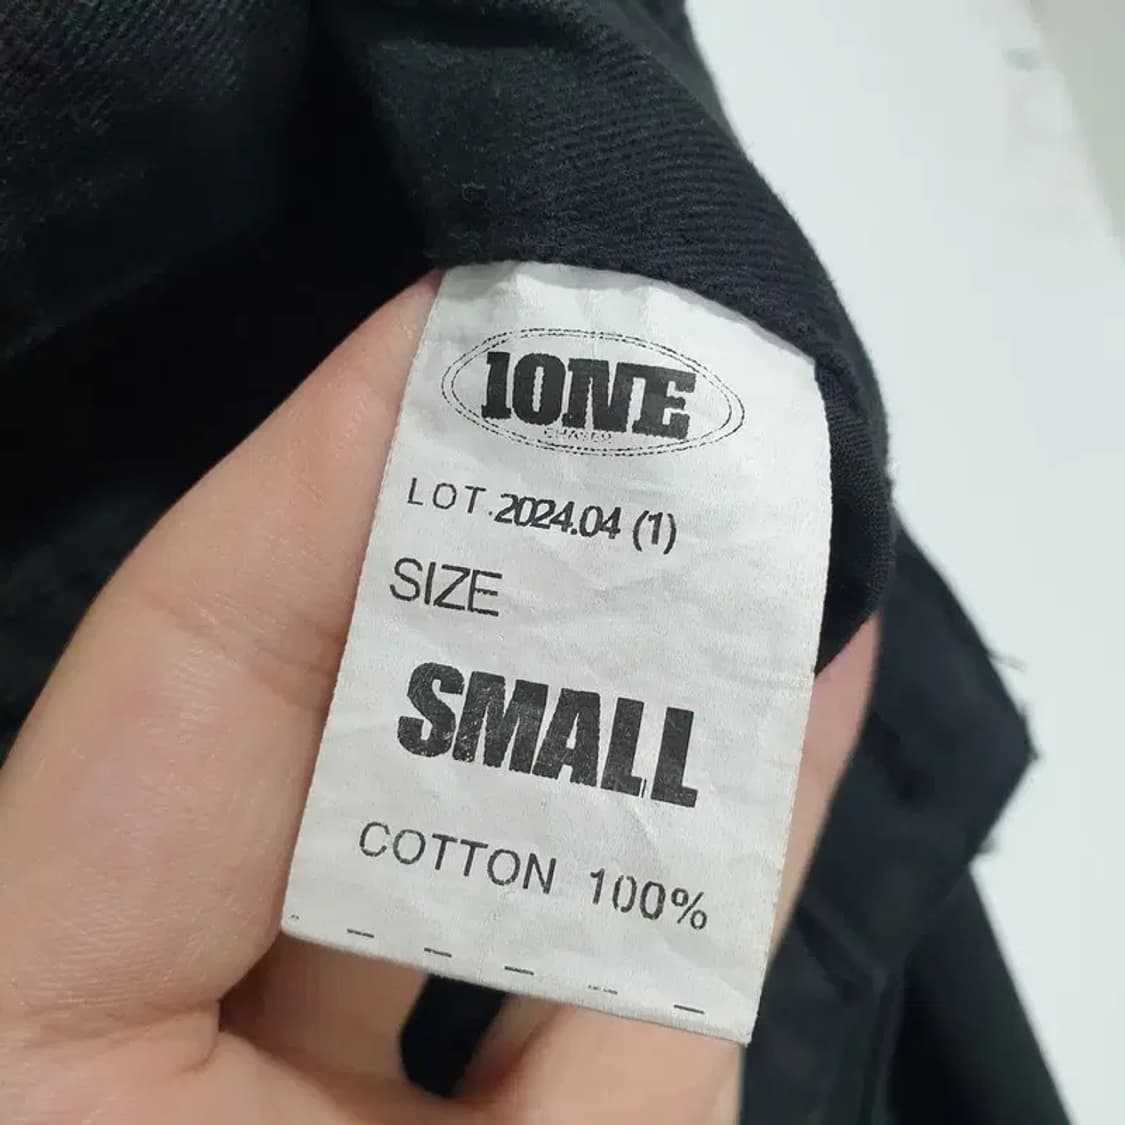 10NE
LOT.2024.04 (1)
SIZE
SMALL
COTTON 100%